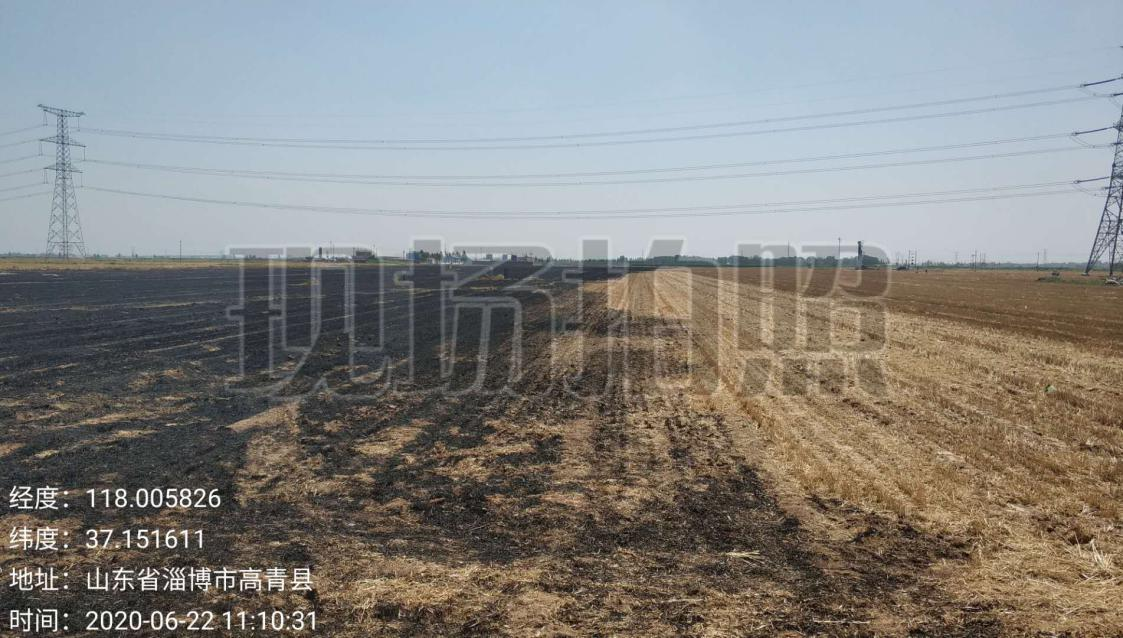 现场拍照
经度：118.005826
纬度：37.151611
地址：山东省淄博市高青县
时间：2020-06-22 11:10:31